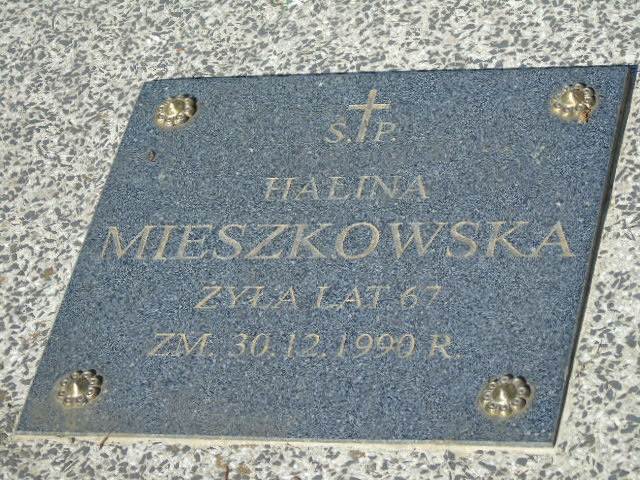 S.P.
HALINA
MIESZKOWSKA
ŻYŁA LAT 67
ZM. 30.12.1990 R.